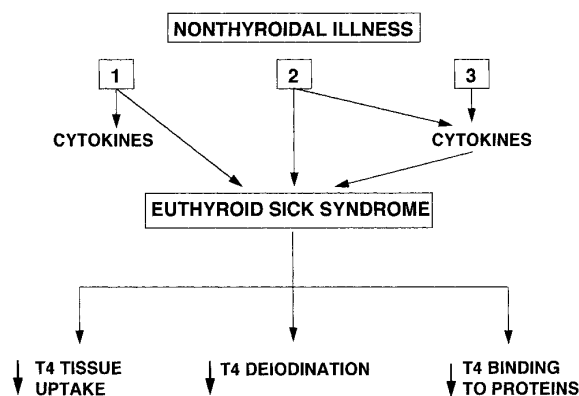 NONTHYROIDAL ILLNESS
1 2 3
CYTOKINES CYTOKINES
EUTHYROID SICK SYNDROME
T4 TISSUE
UPTAKE
T4 DEIODINATION
T4 BINDING
TO PROTEINS